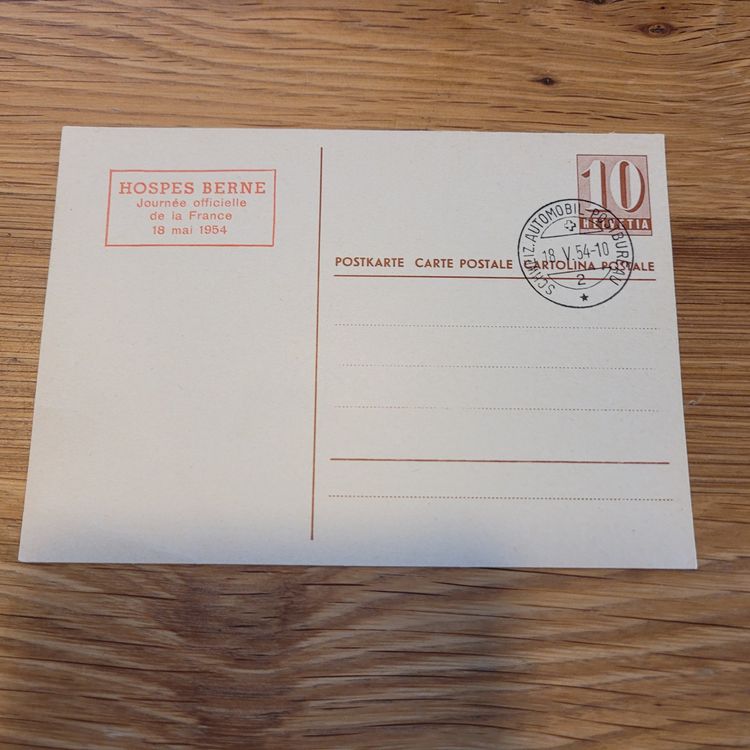 HOSPES BERNE
Journée officielle
de la France
18 mai 1954
10
HELVETIA
SCHWEIZ. AUTOMOBIL-POSTBUREAU
18.V.54-10
2
POSTKARTE CARTE POSTALE CARTOLINA POSTALE